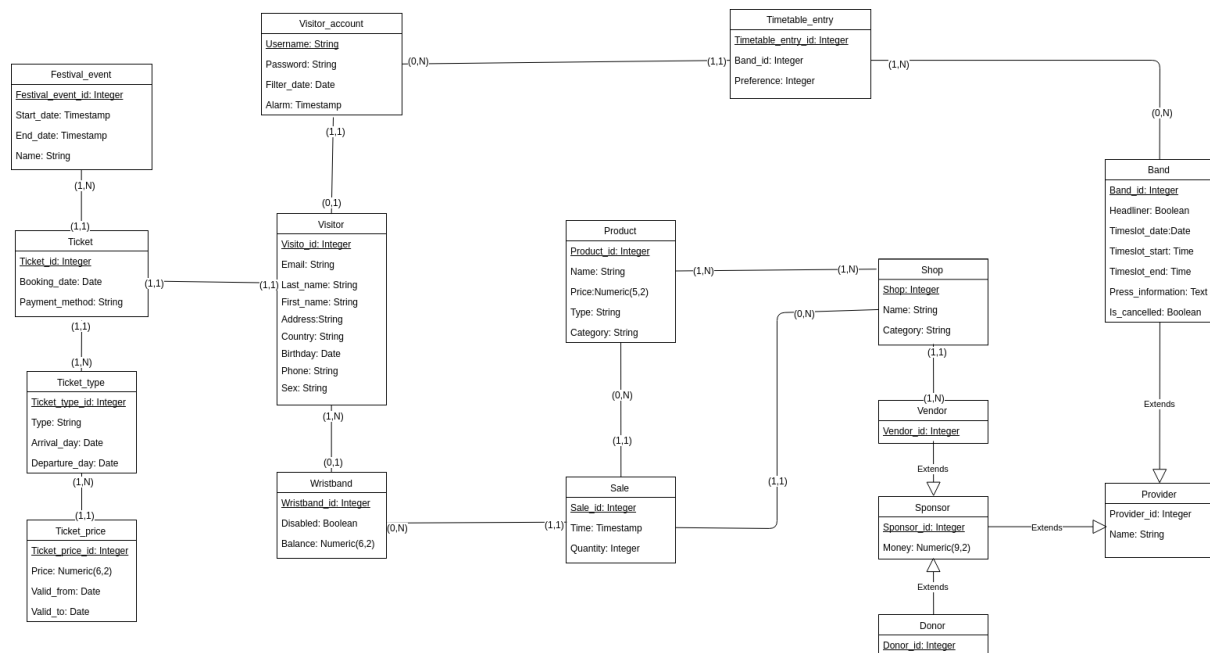 Visitor_account
Username: String
Password: String
Filter_date: Date
Alarm: Timestamp
(0,N)
(1,1)
Timetable_entry
Timetable_entry_id: Integer
Band_id: Integer
Preference: Integer
(1,N)
(0,N)
Festival_event
Festival_event_id: Integer
Start_date: Timestamp
End_date: Timestamp
Name: String
(1,N)
(1,1)
(1,1)
(0,1)
Ticket
Ticket_id: Integer
Booking_date: Date
Payment_method: String
(1,1)
(1,1)
Visitor
Visito_id: Integer
Email: String
Last_name: String
First_name: String
Address:String
Country: String
Birthday: Date
Phone: String
Sex: String
Product
Product_id: Integer
Name: String
Price:Numeric(5,2)
Type: String
Category: String
(1,N)
(1,N)
Shop
Shop: Integer
Name: String
Category: String
(0,N)
Band
Band_id: Integer
Headliner: Boolean
Timeslot_date:Date
Timeslot_start: Time
Timeslot_end: Time
Press_information: Text
Is_cancelled: Boolean
(1,1)
(1,N)
Ticket_type
Ticket_type_id: Integer
Type: String
Arrival_day: Date
Departure_day: Date
(1,N)
(1,1)
Ticket_price
Ticket_price_id: Integer
Price: Numeric(6,2)
Valid_from: Date
Valid_to: Date
(1,N)
(0,1)
Wristband
Wristband_id: Integer
Disabled: Boolean
Balance: Numeric(6,2)
(0,N)
(1,1)
(0,N)
(1,1)
Sale
Sale_id: Integer
Time: Timestamp
Quantity: Integer
(1,1)
(1,1)
(1,N)
Vendor
Vendor_id: Integer
Extends
Sponsor
Sponsor_id: Integer
Money: Numeric(9,2)
Extends
Extends
Provider
Provider_id: Integer
Name: String
Extends
Donor
Donor_id: Integer